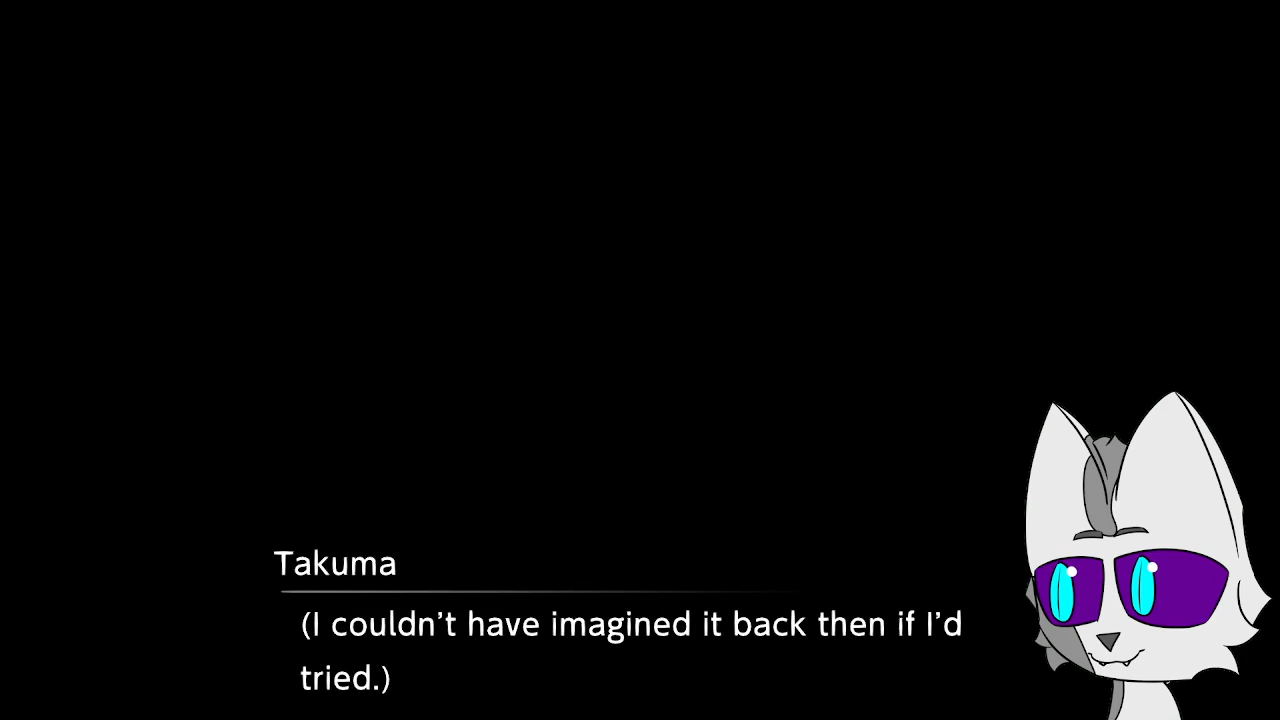 Takuma
(I couldn’t have imagined it back then if I’d
tried.)